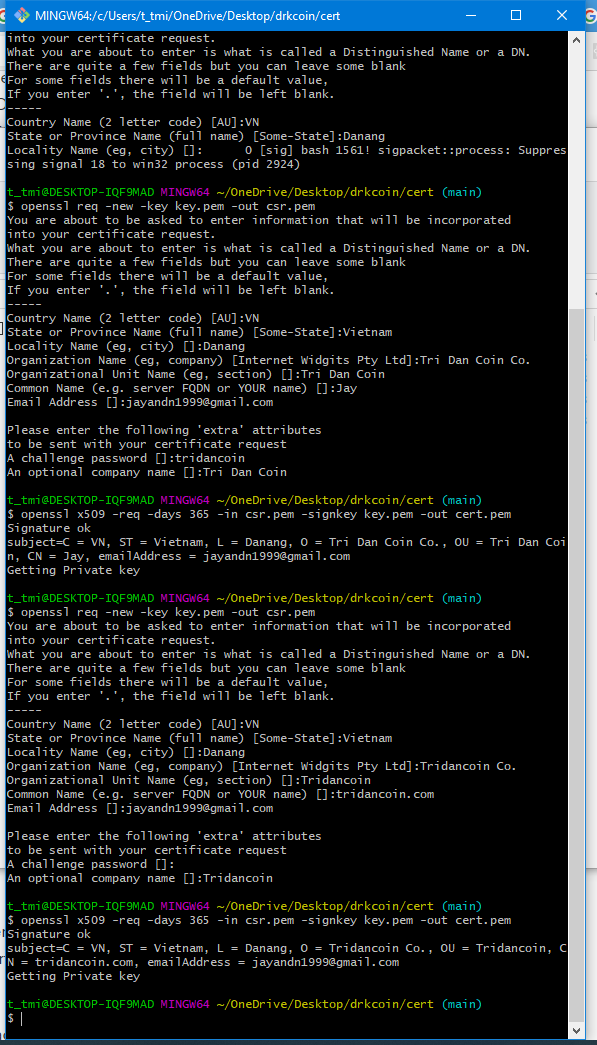 MINGW64:/c/Users/t_tmi/OneDrive/Desktop/drkcoin/cert
into your certificate request.
What you are about to enter is what is called a Distinguished Name or a DN.
There are quite a few fields but you can leave some blank
For some fields there will be a default value,
If you enter '.', the field will be left blank.
-----
Country Name (2 letter code) [AU]:VN
State or Province Name (full name) [Some-State]:Danang
Locality Name (eg, city) []:      0 [sig] bash 1561! sigpacket::process: Suppres
sing signal 18 to win32 process (pid 2924)
t_tmi@DESKTOP-IQF9MAD MINGW64 ~/OneDrive/Desktop/drkcoin/cert (main)
$ openssl req -new -key key.pem -out csr.pem
You are about to be asked to enter information that will be incorporated
into your certificate request.
What you are about to enter is what is called a Distinguished Name or a DN.
There are quite a few fields but you can leave some blank
For some fields there will be a default value,
If you enter '.', the field will be left blank.
-----
Country Name (2 letter code) [AU]:VN
State or Province Name (full name) [Some-State]:Vietnam
Locality Name (eg, city) []:Danang
Organization Name (eg, company) [Internet Widgits Pty Ltd]:Tri Dan Coin Co.
Organizational Unit Name (eg, section) []:Tri Dan Coin
Common Name (e.g. server FQDN or YOUR name) []:Jay
Email Address []:jayandn1999@gmail.com
Please enter the following 'extra' attributes
to be sent with your certificate request
A challenge password []:tridancoin
An optional company name []:Tri Dan Coin
t_tmi@DESKTOP-IQF9MAD MINGW64 ~/OneDrive/Desktop/drkcoin/cert (main)
$ openssl x509 -req -days 365 -in csr.pem -signkey key.pem -out cert.pem
Signature ok
subject=C = VN, ST = Vietnam, L = Danang, O = Tri Dan Coin Co., OU = Tri Dan Coi
n, CN = Jay, emailAddress = jayandn1999@gmail.com
Getting Private key
t_tmi@DESKTOP-IQF9MAD MINGW64 ~/OneDrive/Desktop/drkcoin/cert (main)
$ openssl req -new -key key.pem -out csr.pem
You are about to be asked to enter information that will be incorporated
into your certificate request.
What you are about to enter is what is called a Distinguished Name or a DN.
There are quite a few fields but you can leave some blank
For some fields there will be a default value,
If you enter '.', the field will be left blank.
-----
Country Name (2 letter code) [AU]:VN
State or Province Name (full name) [Some-State]:Vietnam
Locality Name (eg, city) []:Danang
Organization Name (eg, company) [Internet Widgits Pty Ltd]:Tridancoin Co.
Organizational Unit Name (eg, section) []:Tridancoin
Common Name (e.g. server FQDN or YOUR name) []:tridancoin.com
Email Address []:jayandn1999@gmail.com
Please enter the following 'extra' attributes
to be sent with your certificate request
A challenge password []:
An optional company name []:Tridancoin
t_tmi@DESKTOP-IQF9MAD MINGW64 ~/OneDrive/Desktop/drkcoin/cert (main)
$ openssl x509 -req -days 365 -in csr.pem -signkey key.pem -out cert.pem
Signature ok
subject=C = VN, ST = Vietnam, L = Danang, O = Tridancoin Co., OU = Tridancoin, C
N = tridancoin.com, emailAddress = jayandn1999@gmail.com
Getting Private key
t_tmi@DESKTOP-IQF9MAD MINGW64 ~/OneDrive/Desktop/drkcoin/cert (main)
$